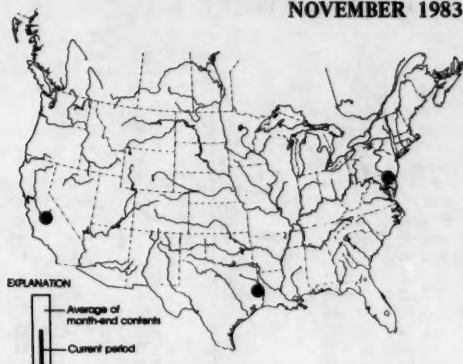 NOVEMBER 1983
EXPLANATION
Average of
month-end contents
Current period